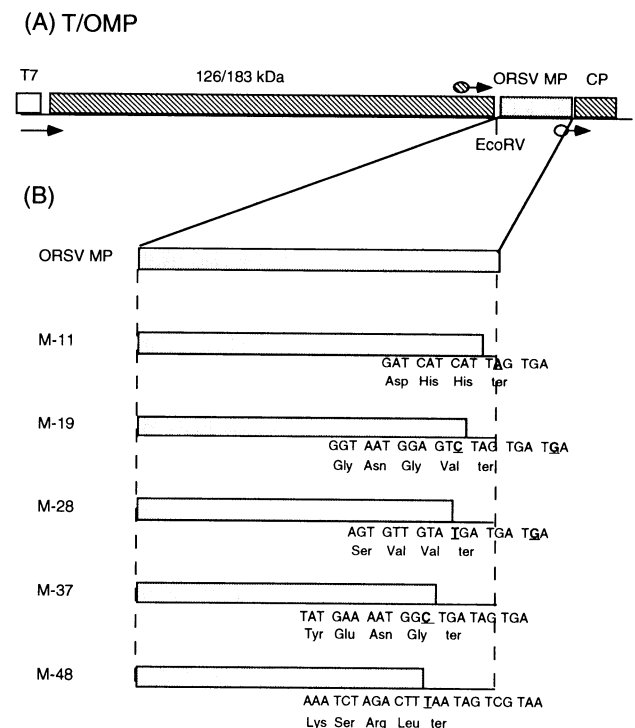 (A) T/OMP
T7 126/183 kDa ORSV MP CP
EcoRV
(B)
ORSV MP
M-11
GAT CAT CAT TAG TGA
Asp His His ter
M-19
GGT AAT GGA GTC TAG TGA TGA
Gly Asn Gly Val ter
M-28
AGT GTT GTA TGA TGA TGA
Ser Val Val ter
M-37
TAT GAA AAT GGC TGA TAG TGA
Tyr Glu Asn Gly ter
M-48
AAA TCT AGA CTT TAA TAG TCG TAA
Lys Ser Arg Leu ter